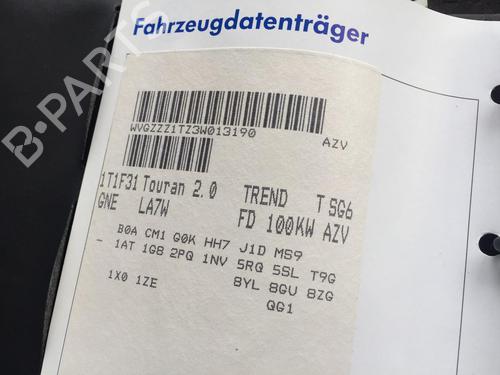 Fahrzeugdatenträger
WVGZZZ1TZ3W013190
AZV
1T1F31 Touran 2.0 TREND T SG6
GNE LA7W FD 100KW AZV
B0A CM1 G0K HH7 J1D MS9
- 1AT 1G8 2PQ 1NV 5RQ 5SL T9G
8YL 8GU 8ZG
1X0 1ZE QG1
B-PARTS